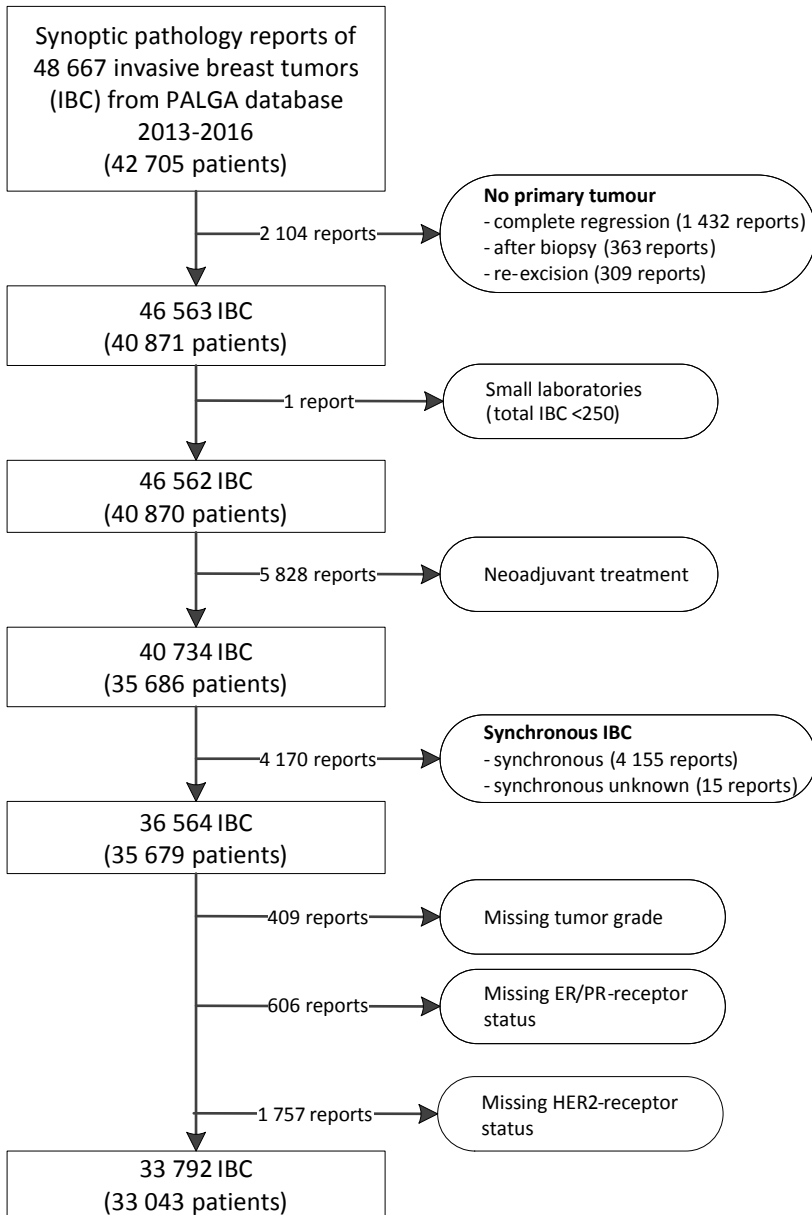 Synoptic pathology reports of
48 667 invasive breast tumors
(IBC) from PALGA database
2013-2016
(42 705 patients)
2 104 reports
No primary tumour
- complete regression (1 432 reports)
- after biopsy (363 reports)
- re-excision (309 reports)
46 563 IBC
(40 871 patients)
1 report
Small laboratories
(total IBC <250)
46 562 IBC
(40 870 patients)
5 828 reports
Neoadjuvant treatment
40 734 IBC
(35 686 patients)
4 170 reports
Synchronous IBC
- synchronous (4 155 reports)
- synchronous unknown (15 reports)
36 564 IBC
(35 679 patients)
409 reports
Missing tumor grade
606 reports
Missing ER/PR-receptor
status
1 757 reports
Missing HER2-receptor
status
33 792 IBC
(33 043 patients)